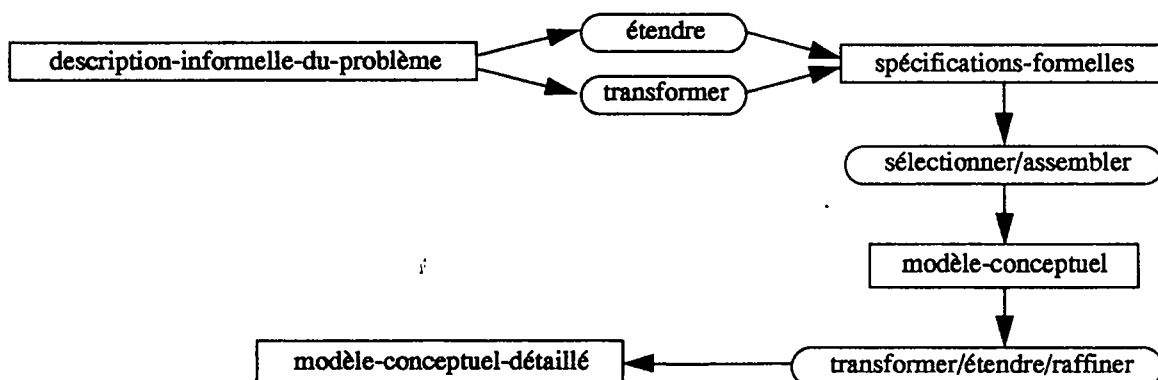 étendre
description-informelle-du-problème
spécifications-formelles
transformer
sélectionner/assembler
modèle-conceptuel
modèle-conceptuel-détaillé
transformer/étendre/raffiner